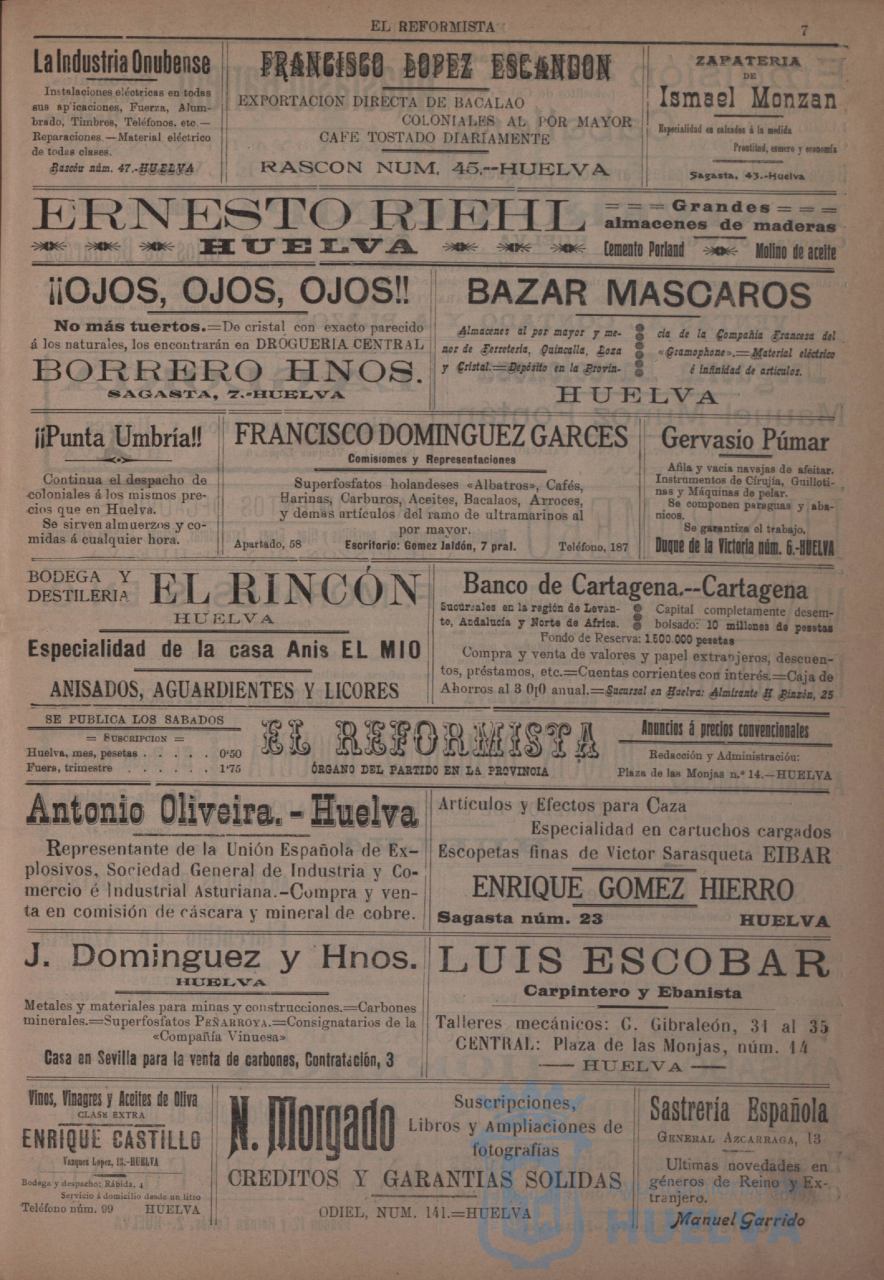 EL REFORMISTA
7
La Industria Onubense
Instalaciones eléctricas en todas
sus aplicaciones, Fuerza, Alum-
brado, Timbres, Teléfonos. etc.—
Reparaciones.—Material eléctrico
de todas clases.
Rascón núm. 47.-HUELVA
FRANCISCO LOPEZ ESCANDON
EXPORTACION DIRECTA DE BACALAO
COLONIALES AL POR MAYOR
CAFE TOSTADO DIARIAMENTE
RASCON NUM, 45,--HUELVA
ZAPATERIA
DE
Ismael Monzan
Especialidad en calzados á la medida
Prontitud, esmero y economía
Sagasta, 43.-Huelva
ERNESTO RIEHL
HUELVA
= = = Grandes = = =
almacenes de maderas
Cemento Porland
Molino de aceite
¡¡OJOS, OJOS, OJOS!!
No más tuertos.=De cristal con exacto parecido
á los naturales, los encontrarán en DROGUERIA CENTRAL
BORRERO HNOS.
SAGASTA, 7.-HUELVA
BAZAR MASCAROS
Almacenes al por mayor y me-
nor de Ferretería, Quincalla, Loza
y Cristal.=Depósito en la Provin-
cia de la Compañía Francesa del
«Gramophone».=Material eléctrico
é infinidad de artículos.
HUELVA
¡¡Punta Umbría!!
Continua el despacho de
coloniales á los mismos pre-
cios que en Huelva.
Se sirven almuerzos y co-
midas á cualquier hora.
FRANCISCO DOMINGUEZ GARCES
Comisiones y Representaciones
Superfosfatos holandeses «Albatros», Cafés,
Harinas, Carburos, Aceites, Bacalaos, Arroces,
y demás artículos del ramo de ultramarinos al
por mayor.
Apartado, 58
Escritorio: Gomez Jaldón, 7 pral.
Teléfono, 187
Gervasio Púmar
Afila y vacia navajas de afeitar.
Instrumentos de Cirujía, Guilloti-
nas y Máquinas de pelar.
Se componen paraguas y aba-
nicos.
Se garantiza el trabajo.
Duque de la Victoria núm. 6.-HUELVA
BODEGA Y
DESTILERIA
EL RINCÓN
HUELVA
Especialidad de la casa Anis EL MIO
ANISADOS, AGUARDIENTES Y LICORES
Banco de Cartagena.--Cartagena
Sucursales en la región de Levan-
te, Andalucía y Norte de Africa.
Capital completamente desem-
bolsado: 10 millones de pesetas
Fondo de Reserva: 1.500.000 pesetas
Compra y venta de valores y papel extranjeros, descuen-
tos, préstamos, etc.=Cuentas corrientes con interés.=Caja de
Ahorros al 3 0[0 anual.=Sucursal en Huelva: Almirante H Pinzón, 25
SE PUBLICA LOS SABADOS
= SUSCRIPCION =
Huelva, mes, pesetas . . . . . 0'50
Fuera, trimestre . . . . . . 1'75
EL REFORMISTA
ÓRGANO DEL PARTIDO EN LA PROVINCIA
Anuncios á precios convencionales
Redacción y Administración:
Plaza de las Monjas n.º 14.—HUELVA
Antonio Oliveira.-Huelva
Representante de la Unión Española de Ex-
plosivos, Sociedad General de Industria y Co-
mercio é Industrial Asturiana.-Compra y ven-
ta en comisión de cáscara y mineral de cobre.
Artículos y Efectos para Caza
Especialidad en cartuchos cargados
Escopetas finas de Victor Sarasqueta EIBAR
ENRIQUE GOMEZ HIERRO
Sagasta núm. 23
HUELVA
J. Dominguez y Hnos.
HUELVA
Metales y materiales para minas y construcciones.=Carbones
minerales.=Superfosfatos PEÑARROYA.=Consignatarios de la
«Compañía Vinuesa»
Casa en Sevilla para la venta de carbones, Contratación, 3
LUIS ESCOBAR
Carpintero y Ebanista
Talleres mecánicos: C. Gibraleón, 31 al 35
CENTRAL: Plaza de las Monjas, núm. 14
— HUELVA —
Vinos, Vinagres y Aceites de Oliva
CLASE EXTRA
ENRIQUE CASTILLO
Vazquez Lopez, 13.-HUELVA
Bodega y despacho: Rábida, 4
Servicio á domicilio desde un litro
Teléfono núm. 99
HUELVA
N. Morgado
Suscripciones,
Libros y Ampliaciones de
fotografías
CREDITOS Y GARANTIAS SOLIDAS
ODIEL, NUM. 141.=HUELVA
Sastrería Española
GENERAL AZCARRAGA, 13
Ultimas novedades en
géneros de Reino y Ex-
tranjero.
Manuel Garrido
HUELVA